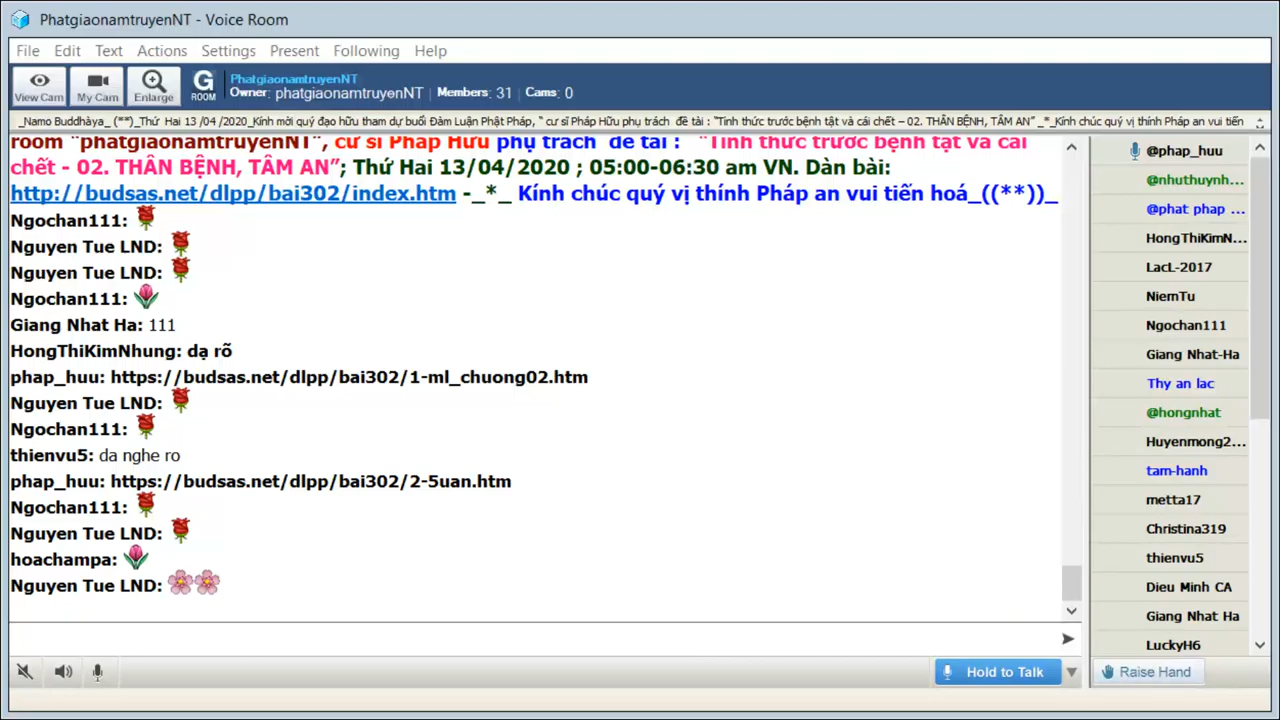 PhatgiaonamtruyenNT - Voice Room
File Edit Text Actions Settings Present Following Help
View Cam My Cam Enlarge G ROOM PhatgiaonamtruyenNT
Owner: phatgiaonamtruyenNT | Members: 31 | Cams: 0
_Namo Buddhàya_ (**)_Thứ Hai 13 /04 /2020_Kính mời quý đạo hữu tham dự buổi Đàm Luận Phật Pháp, " cư sĩ Pháp Hữu phụ trách đề tài : "Tỉnh thức trước bệnh tật và cái chết – 02. THÂN BỆNH, TÂM AN" _*_Kính chúc quý vị thính Pháp an vui tiến
room "phatgiaonamtruyenNT", cư sĩ Pháp Hữu phụ trách đề tài : "Tỉnh thức trước bệnh tật và cái
chết - 02. THÂN BỆNH, TÂM AN"; Thứ Hai 13/04/2020 ; 05:00-06:30 am VN. Dàn bài:
http://budsas.net/dlpp/bai302/index.htm -_*_ Kính chúc quý vị thính Pháp an vui tiến hoá_((**))_
Ngochan111:
Nguyen Tue LND:
Nguyen Tue LND:
Ngochan111:
Giang Nhat Ha: 111
HongThiKimNhung: dạ rõ
phap_huu: https://budsas.net/dlpp/bai302/1-ml_chuong02.htm
Nguyen Tue LND:
Ngochan111:
thienvu5: da nghe ro
phap_huu: https://budsas.net/dlpp/bai302/2-5uan.htm
Ngochan111:
Nguyen Tue LND:
hoachampa:
Nguyen Tue LND:
Hold to Talk
@phap_huu
@nhuthuynh...
@phat phap ...
HongThiKimN...
LacL-2017
NiemTu
Ngochan111
Giang Nhat-Ha
Thy an lac
@hongnhat
Huyenmong2...
tam-hanh
metta17
Christina319
thienvu5
Dieu Minh CA
Giang Nhat Ha
LuckyH6
Raise Hand